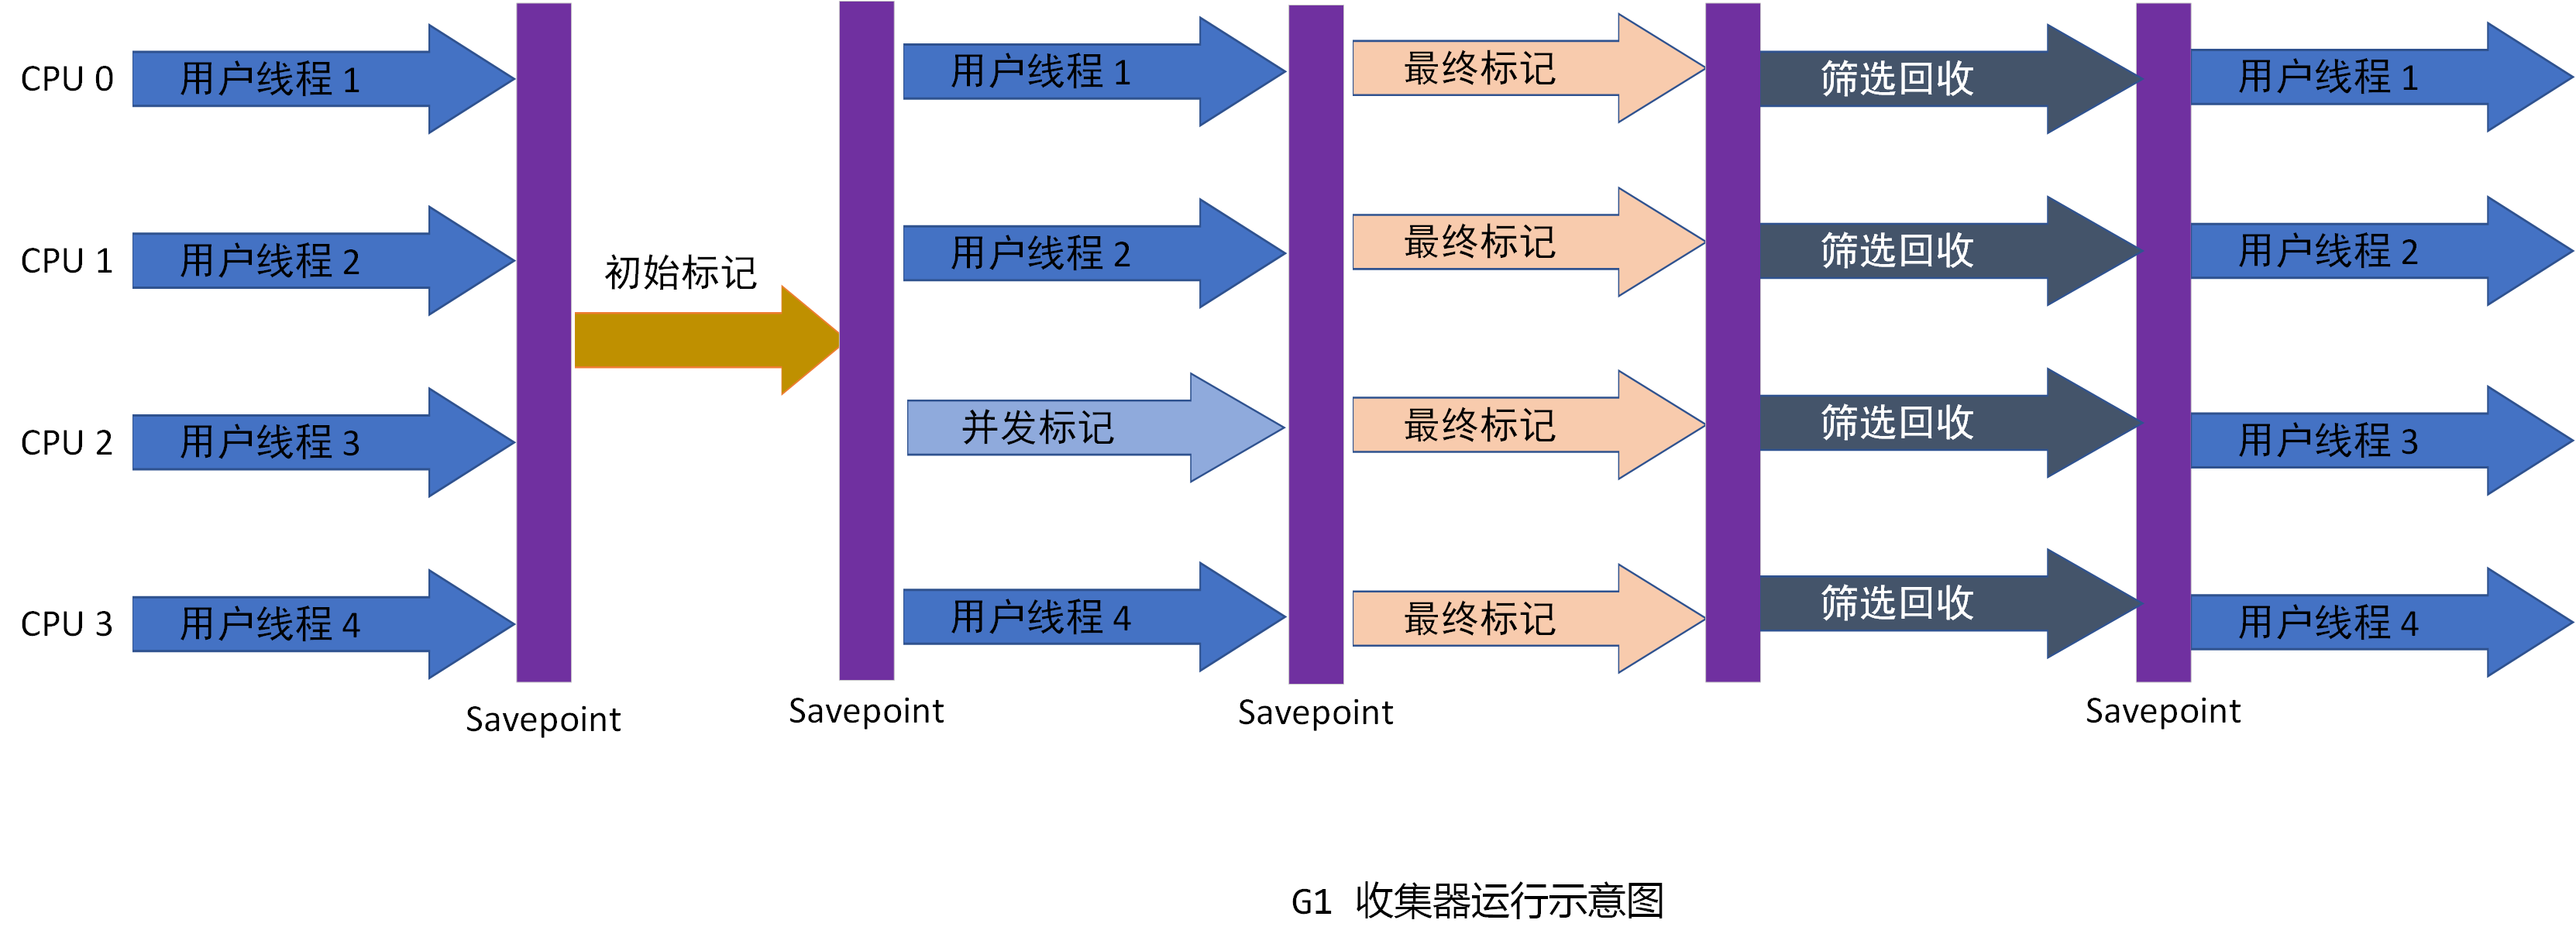 CPU 0 用户线程 1 用户线程 1 最终标记 筛选回收 用户线程 1
CPU 1 用户线程 2 用户线程 2 最终标记 筛选回收 用户线程 2
初始标记
CPU 2 用户线程 3 并发标记 最终标记 筛选回收 用户线程 3
CPU 3 用户线程 4 用户线程 4 最终标记 筛选回收 用户线程 4
Savepoint Savepoint Savepoint Savepoint
G1 收集器运行示意图